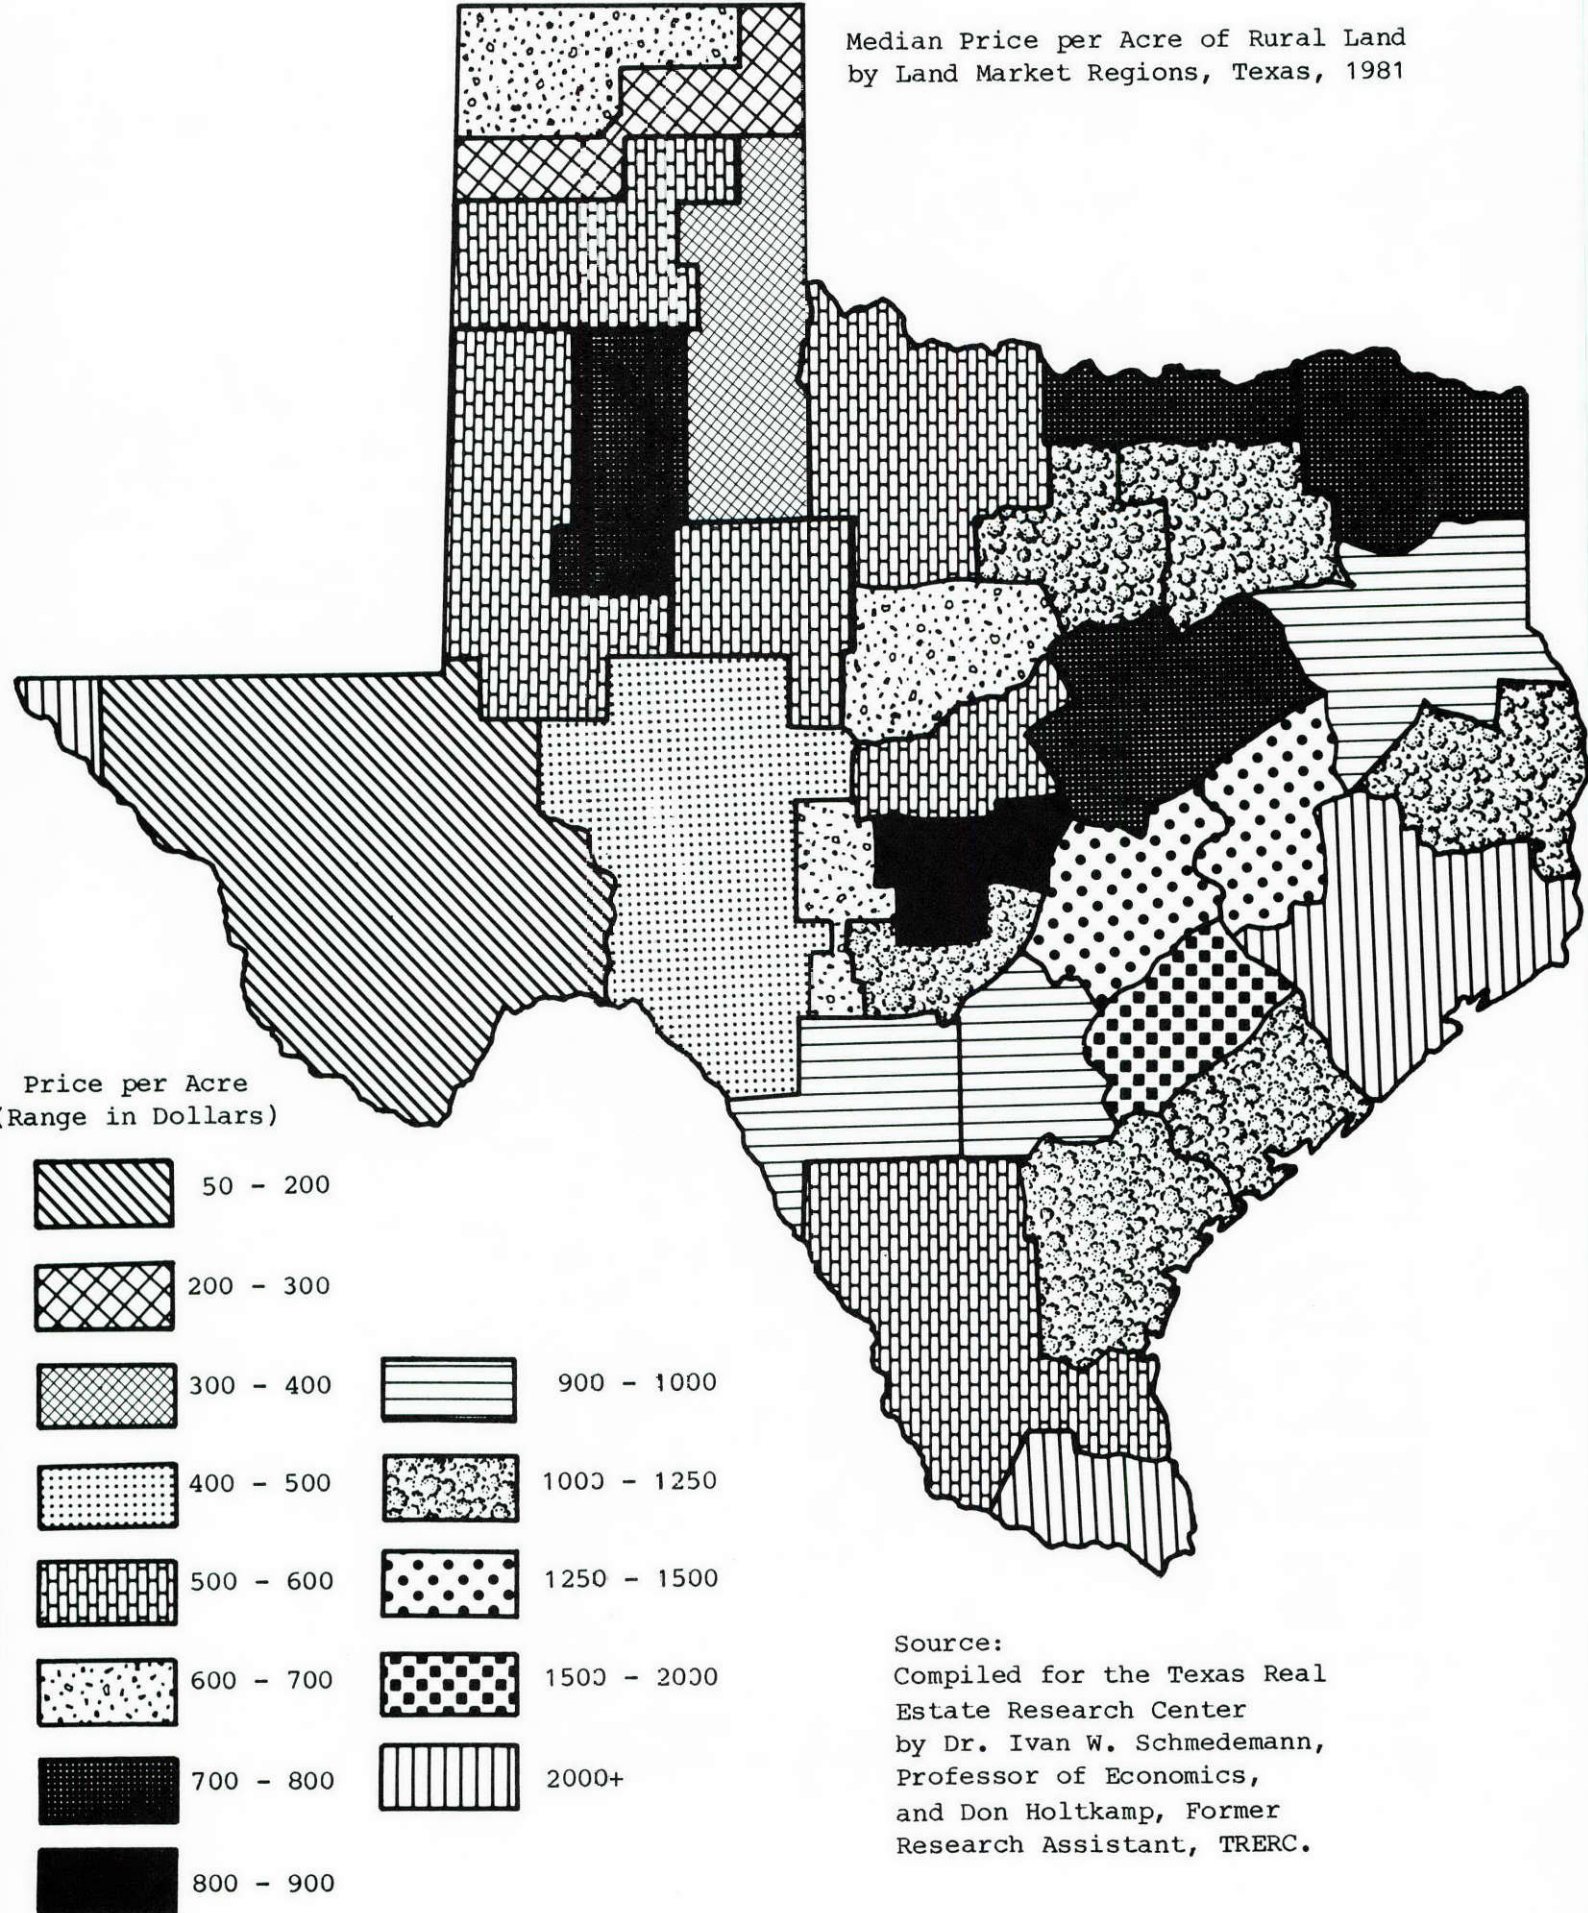 Median Price per Acre of Rural Land
by Land Market Regions, Texas, 1981
Price per Acre
(Range in Dollars)
50 - 200
200 - 300
300 - 400
400 - 500
500 - 600
600 - 700
700 - 800
800 - 900
900 - 1000
1000 - 1250
1250 - 1500
1500 - 2000
2000+
Source:
Compiled for the Texas Real
Estate Research Center
by Dr. Ivan W. Schmedemann,
Professor of Economics,
and Don Holtkamp, Former
Research Assistant, TRERC.